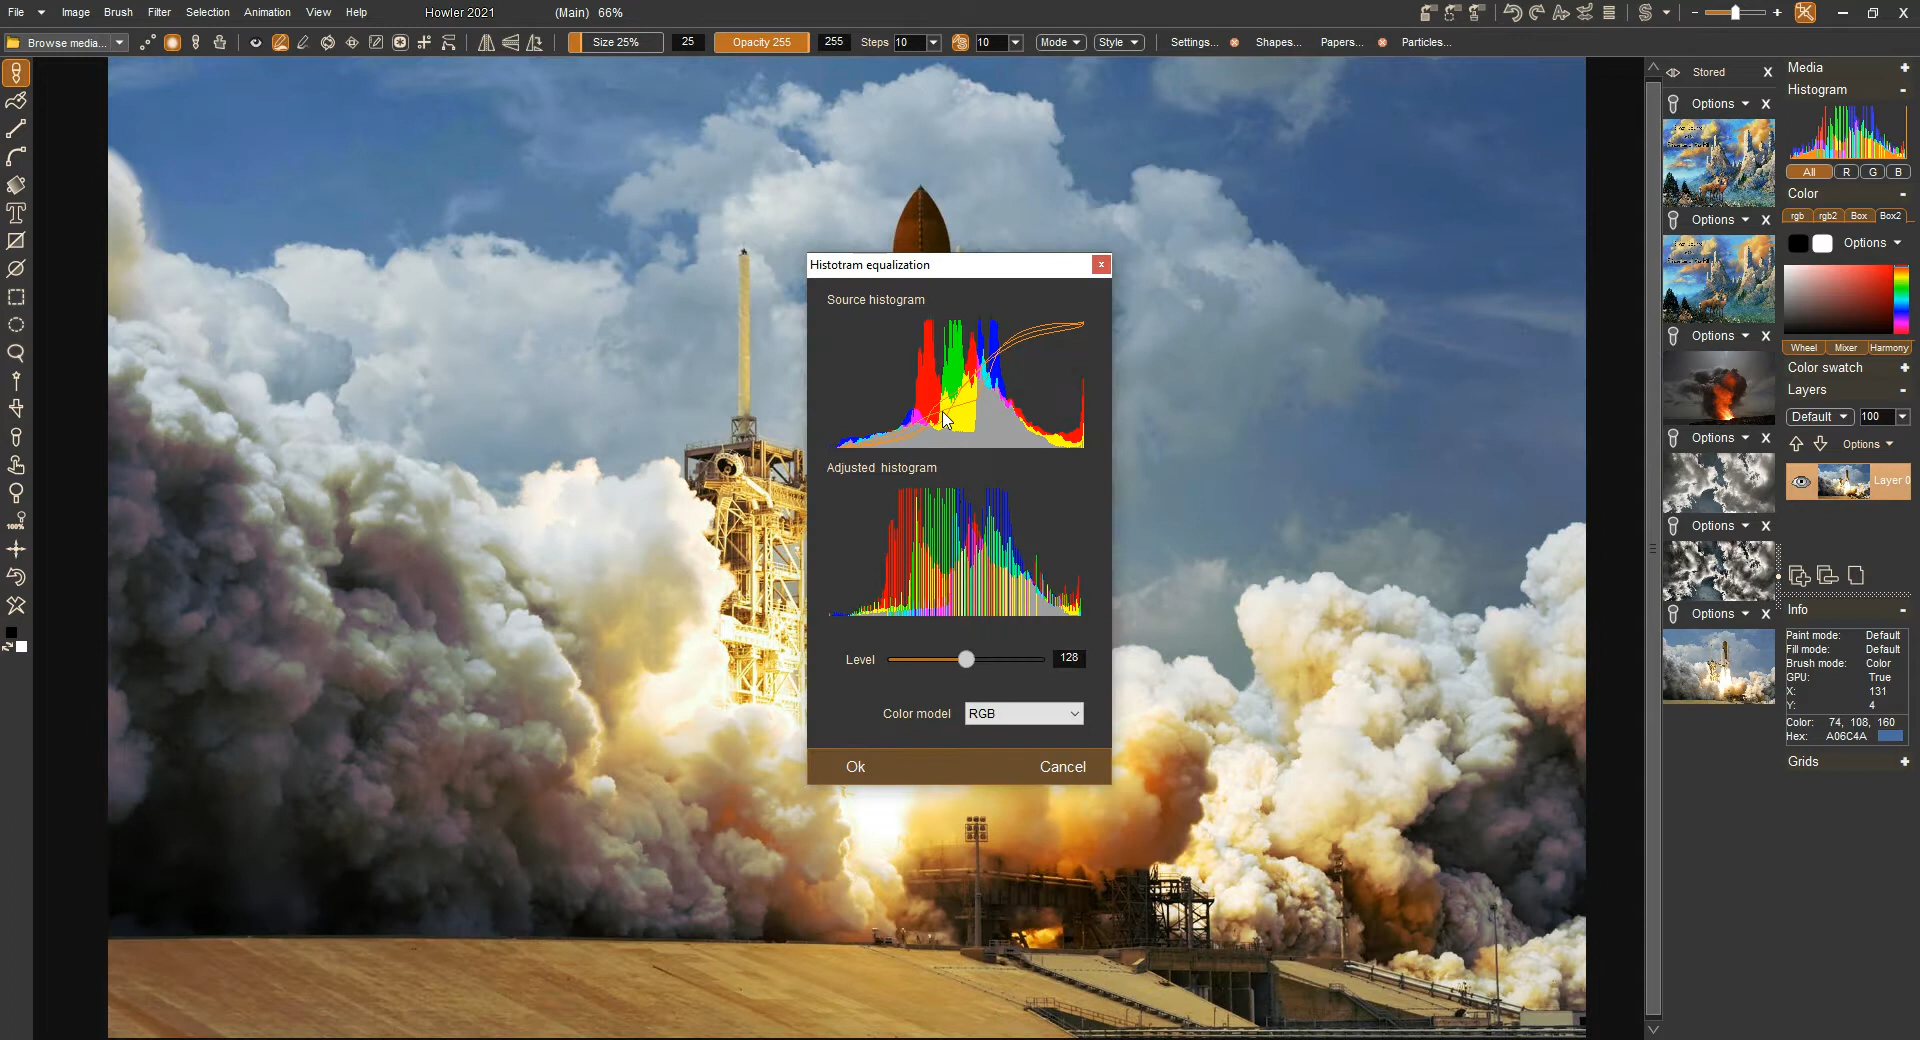 File Image Brush Filter Selection Animation View Help Howler 2021 (Main) 66%
Browse media... Size 25% 25 Opacity 255 255 Steps 10 10 Mode Style Settings... Shapes... Papers... Particles...
Stored X
Options X
Options X
Options X
Options X
Options X
Options X
Media +
Histogram -
All R G B
Color -
rgb rgb2 Box Box2
Options
Wheel Mixer Harmony
Color swatch +
Layers -
Default 100
Options
Layer 0
Info -
Paint mode: Default
Fill mode: Default
Brush mode: Color
GPU: True
X: 131
Y: 4
Color: 74, 108, 160
Hex: A06C4A
Grids +
100%
Histotram equalization x
Source histogram
Adjusted histogram
Level 128
Color model RGB
Ok Cancel